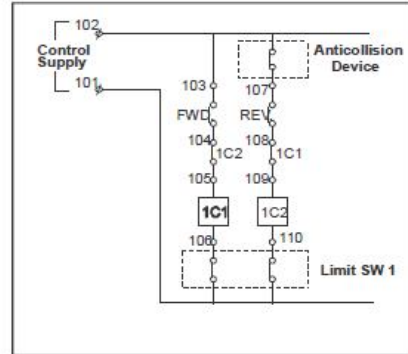 102
Control
Supply
101
Anticollision
Device
103
107
FWD
REV
104
108
1C2
1C1
105
109
1C1
1C2
106
110
Limit SW 1